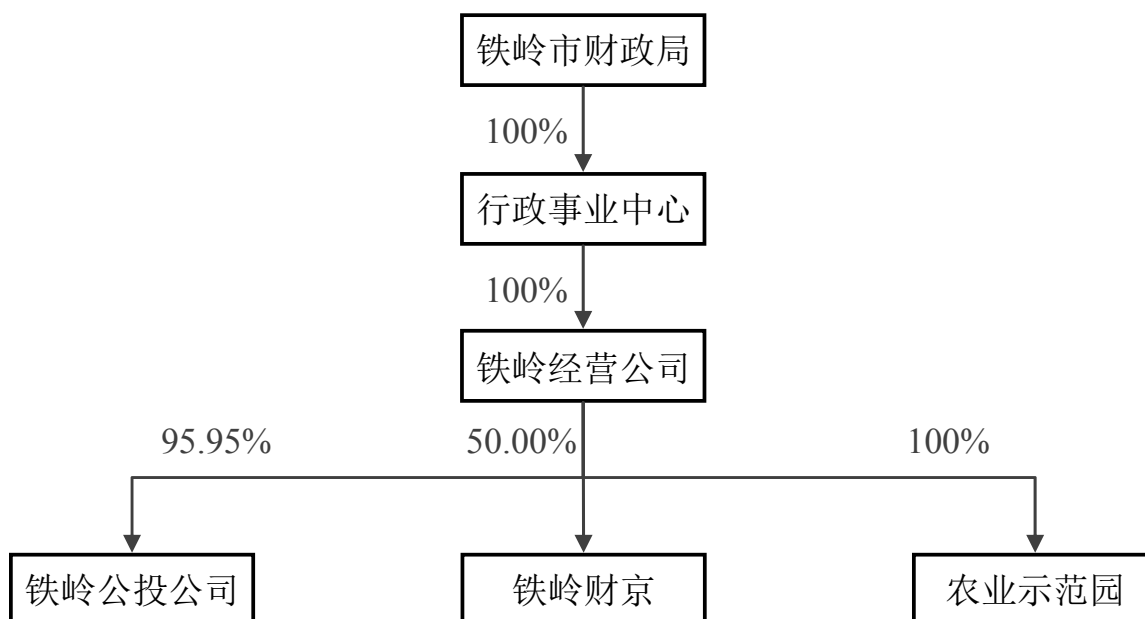 铁岭市财政局
100%
行政事业中心
100%
铁岭经营公司
95.95%
50.00%
100%
铁岭公投公司
铁岭财京
农业示范园